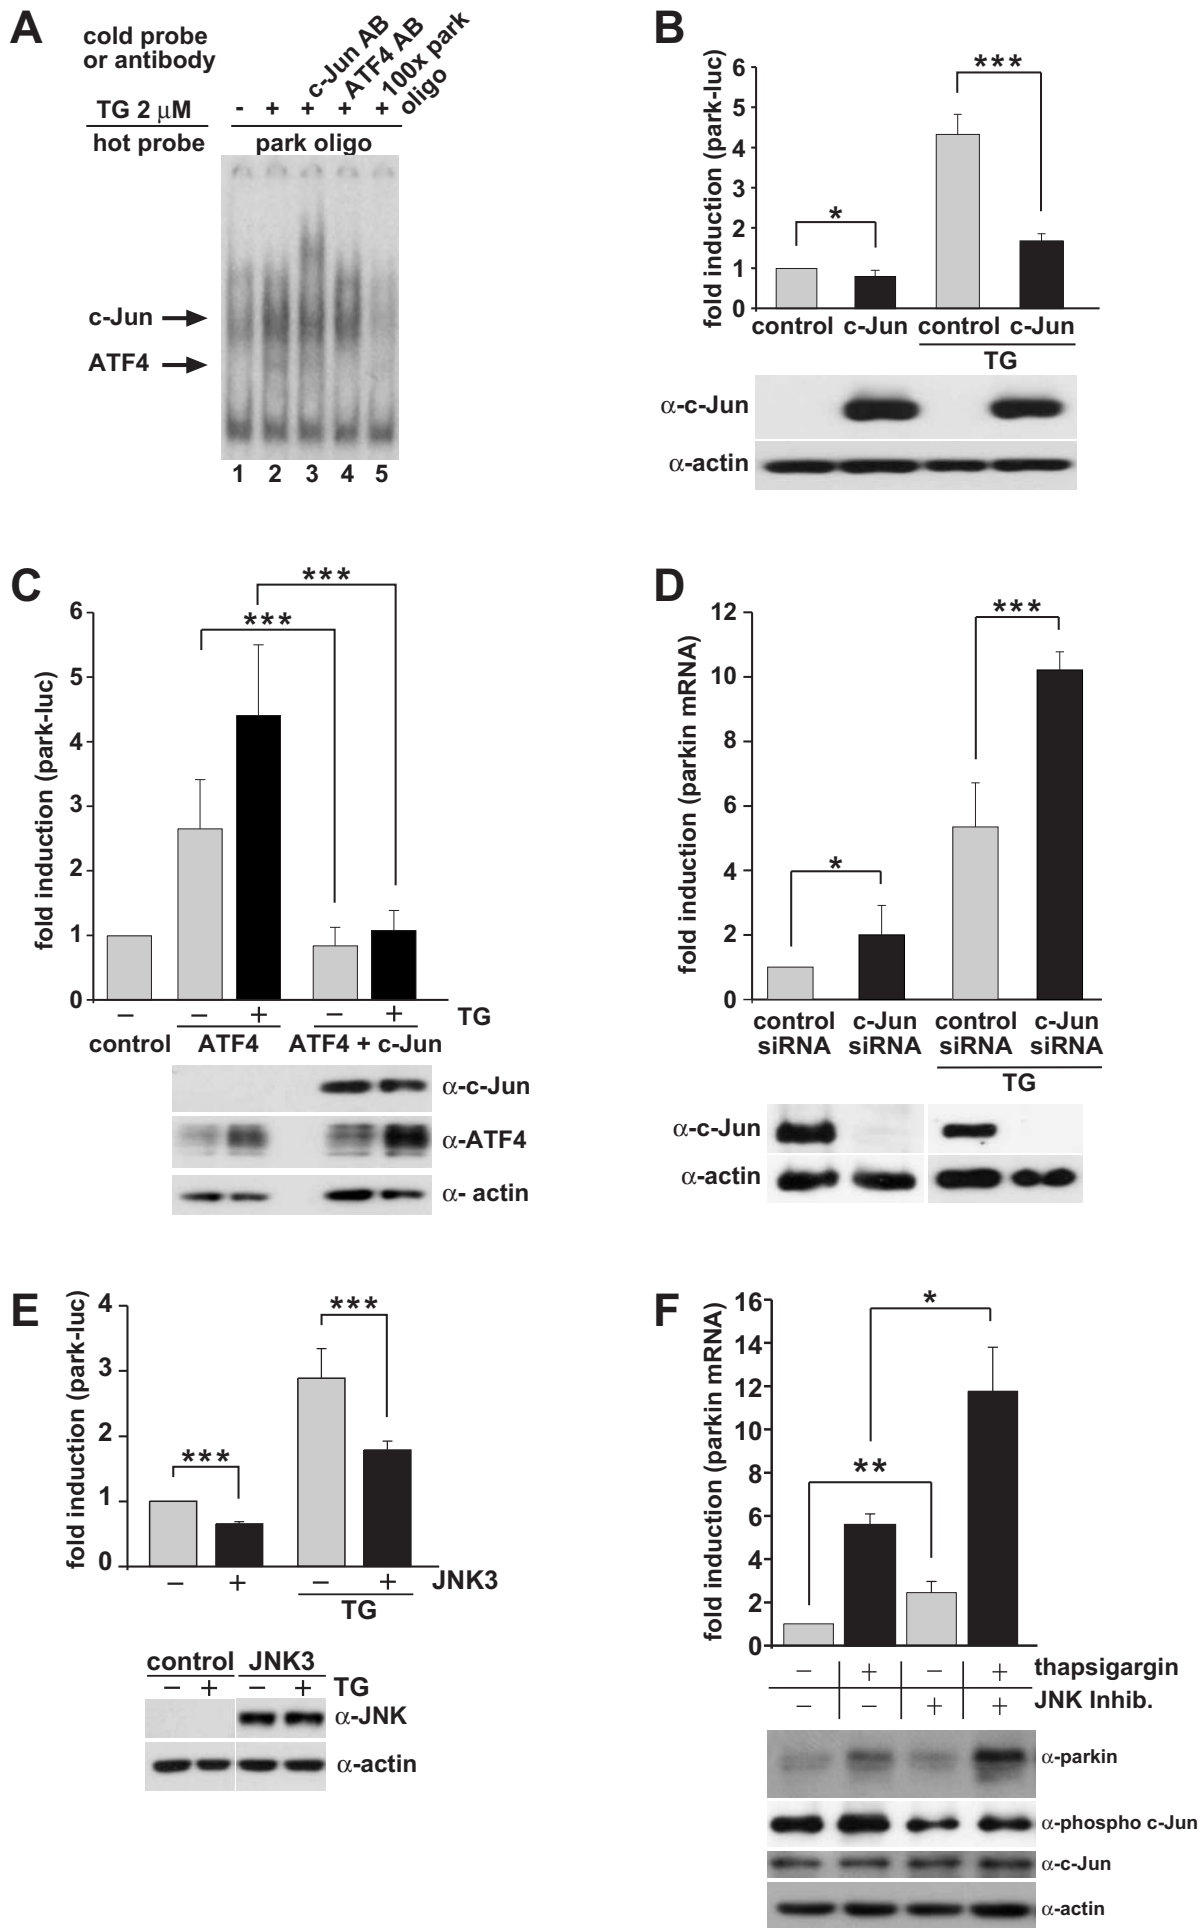 A
cold probe
or antibody
c-Jun AB
ATF4 AB
100x park
oligo
TG 2 μM - + + + +
hot probe park oligo
c-Jun
ATF4
1 2 3 4 5
B
fold induction (park-luc)
6
5
4
3
2
1
0
*
***
control c-Jun control c-Jun
TG
α-c-Jun
α-actin
C
fold induction (park-luc)
6
5
4
3
2
1
0
***
***
– – + – + TG
control ATF4 ATF4 + c-Jun
α-c-Jun
α-ATF4
α- actin
D
fold induction (parkin mRNA)
12
10
8
6
4
2
0
*
***
control c-Jun control c-Jun
siRNA siRNA siRNA siRNA
TG
α-c-Jun
α-actin
E
fold induction (park-luc)
4
3
2
1
0
***
***
– + – + JNK3
TG
control JNK3
– + – + TG
α-JNK
α-actin
F
fold induction (parkin mRNA)
16
14
12
10
8
6
4
2
0
*
**
– + – + thapsigargin
– – + + JNK Inhib.
α-parkin
α-phospho c-Jun
α-c-Jun
α-actin